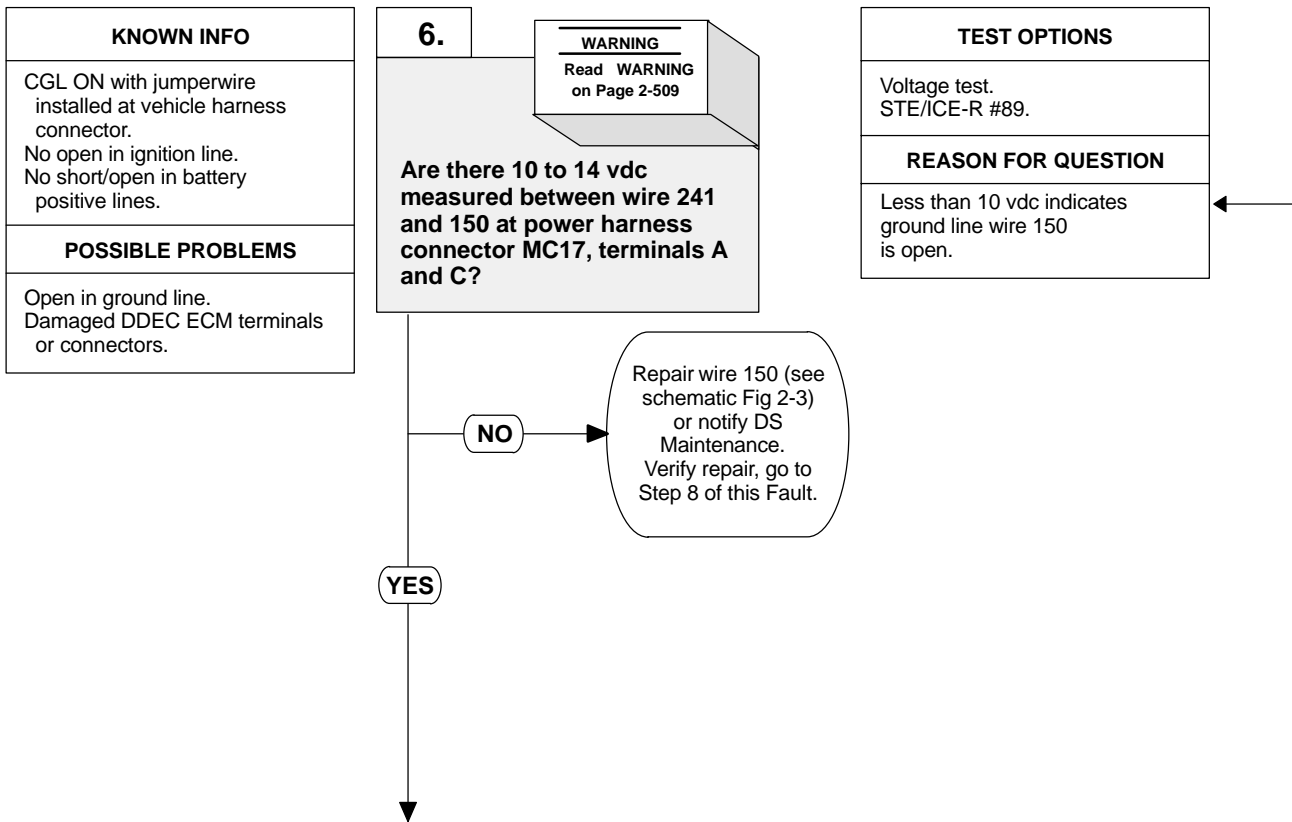 KNOWN INFO
CGL ON with jumperwire
installed at vehicle harness
connector.
No open in ignition line.
No short/open in battery
positive lines.
POSSIBLE PROBLEMS
Open in ground line.
Damaged DDEC ECM terminals
or connectors.
6.
WARNING
Read WARNING
on Page 2-509
Are there 10 to 14 vdc
measured between wire 241
and 150 at power harness
connector MC17, terminals A
and C?
TEST OPTIONS
Voltage test.
STE/ICE-R #89.
REASON FOR QUESTION
Less than 10 vdc indicates
ground line wire 150
is open.
NO
Repair wire 150 (see
schematic Fig 2-3)
or notify DS
Maintenance.
Verify repair, go to
Step 8 of this Fault.
YES